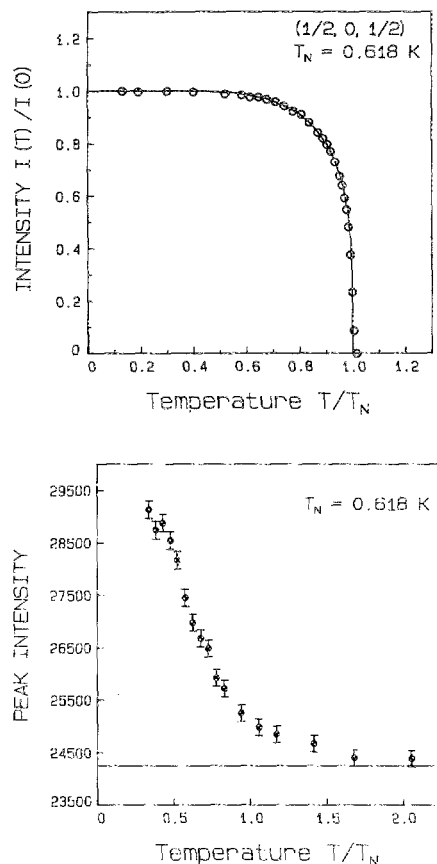 (1/2, 0, 1/2)
T_N = 0.618 K
INTENSITY I(T)/I(0)
1.2
1.0
0.8
0.6
0.4
0.2
0
0 0.2 0.4 0.6 0.8 1.0 1.2
Temperature T/T_N
T_N = 0.618 K
PEAK INTENSITY
29500
28500
27500
26500
25500
24500
23500
0.0 0.5 1.0 1.5 2.0
Temperature T/T_N